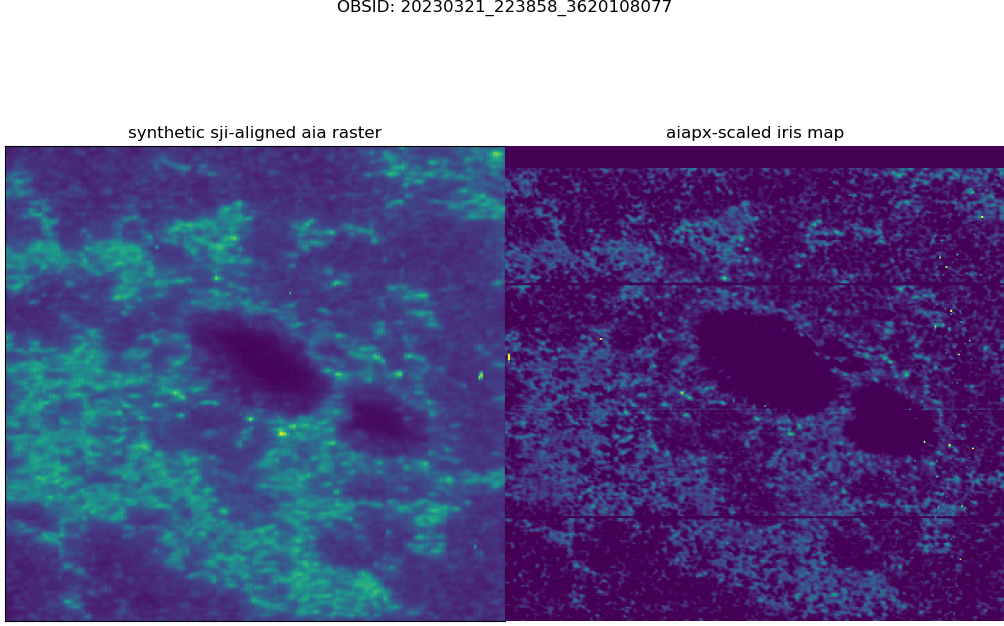 OBSID: 20230321_223858_3620108077
synthetic sji-aligned aia raster
aiapx-scaled iris map